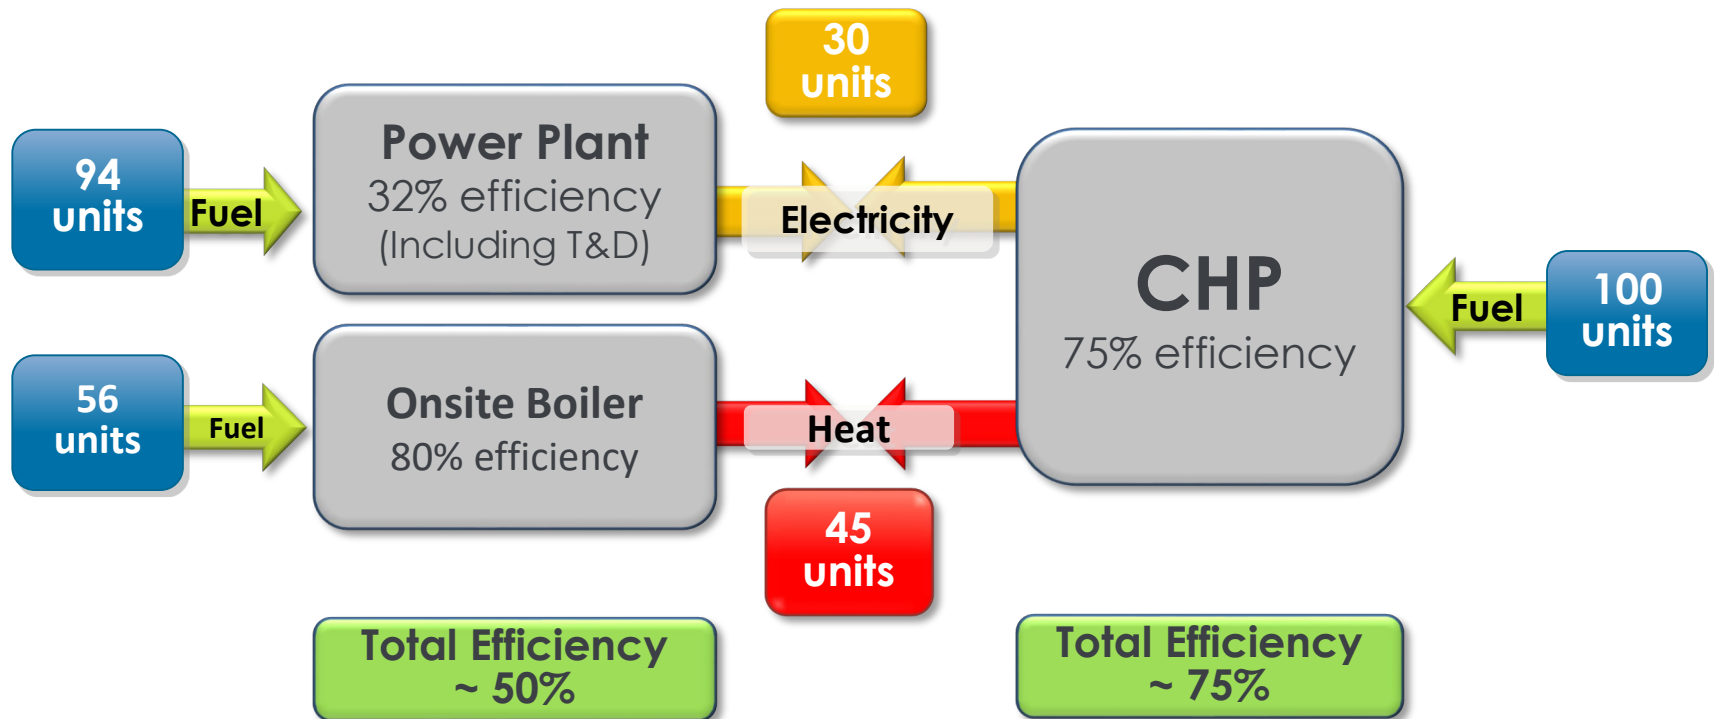 30
units
94
units
Fuel
Power Plant
32% efficiency
(Including T&D)
Electricity
CHP
75% efficiency
Fuel
100
units
56
units
Fuel
Onsite Boiler
80% efficiency
Heat
45
units
Total Efficiency
~ 50%
Total Efficiency
~ 75%